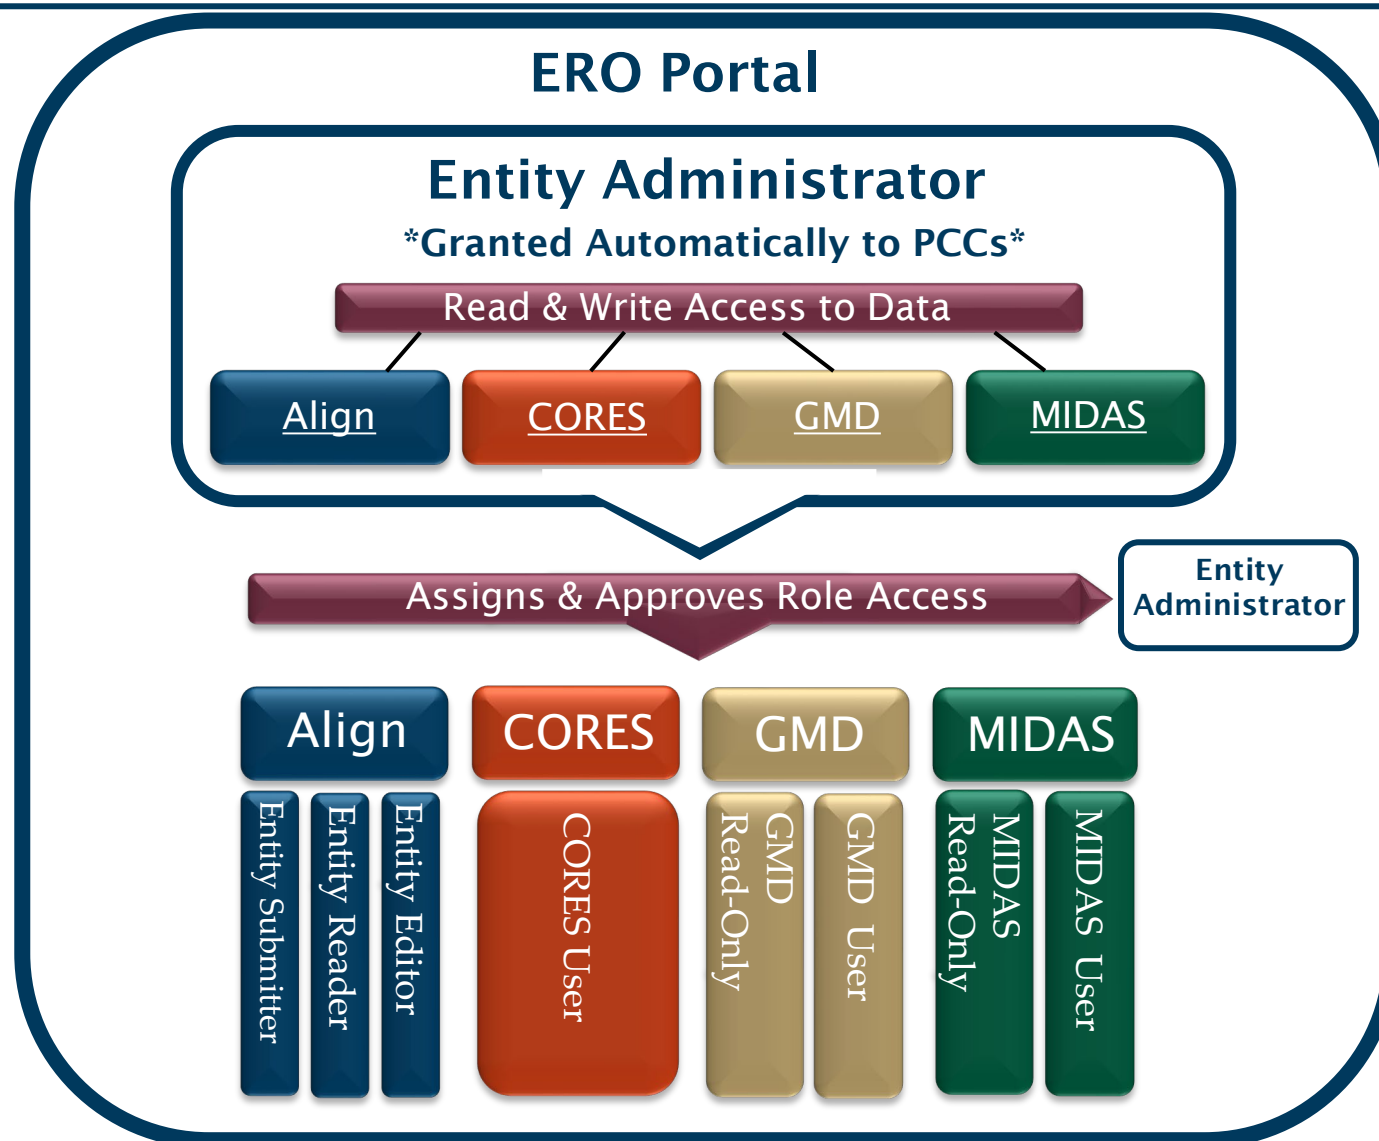 ERO Portal
Entity Administrator
*Granted Automatically to PCCs*
Read & Write Access to Data
Align
CORES
GMD
MIDAS
Assigns & Approves Role Access
Entity
Administrator
Align
CORES
GMD
MIDAS
Entity Submitter
Entity Reader
Entity Editor
CORES User
GMD
Read-Only
GMD User
MIDAS
Read-Only
MIDAS User